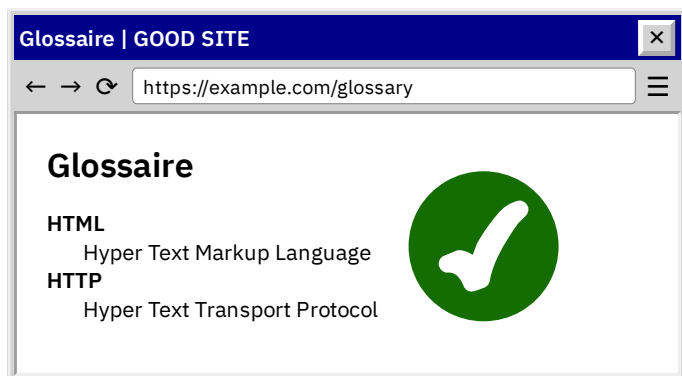 Glossaire | GOOD SITE
https://example.com/glossary
Glossaire
HTML
Hyper Text Markup Language
HTTP
Hyper Text Transport Protocol